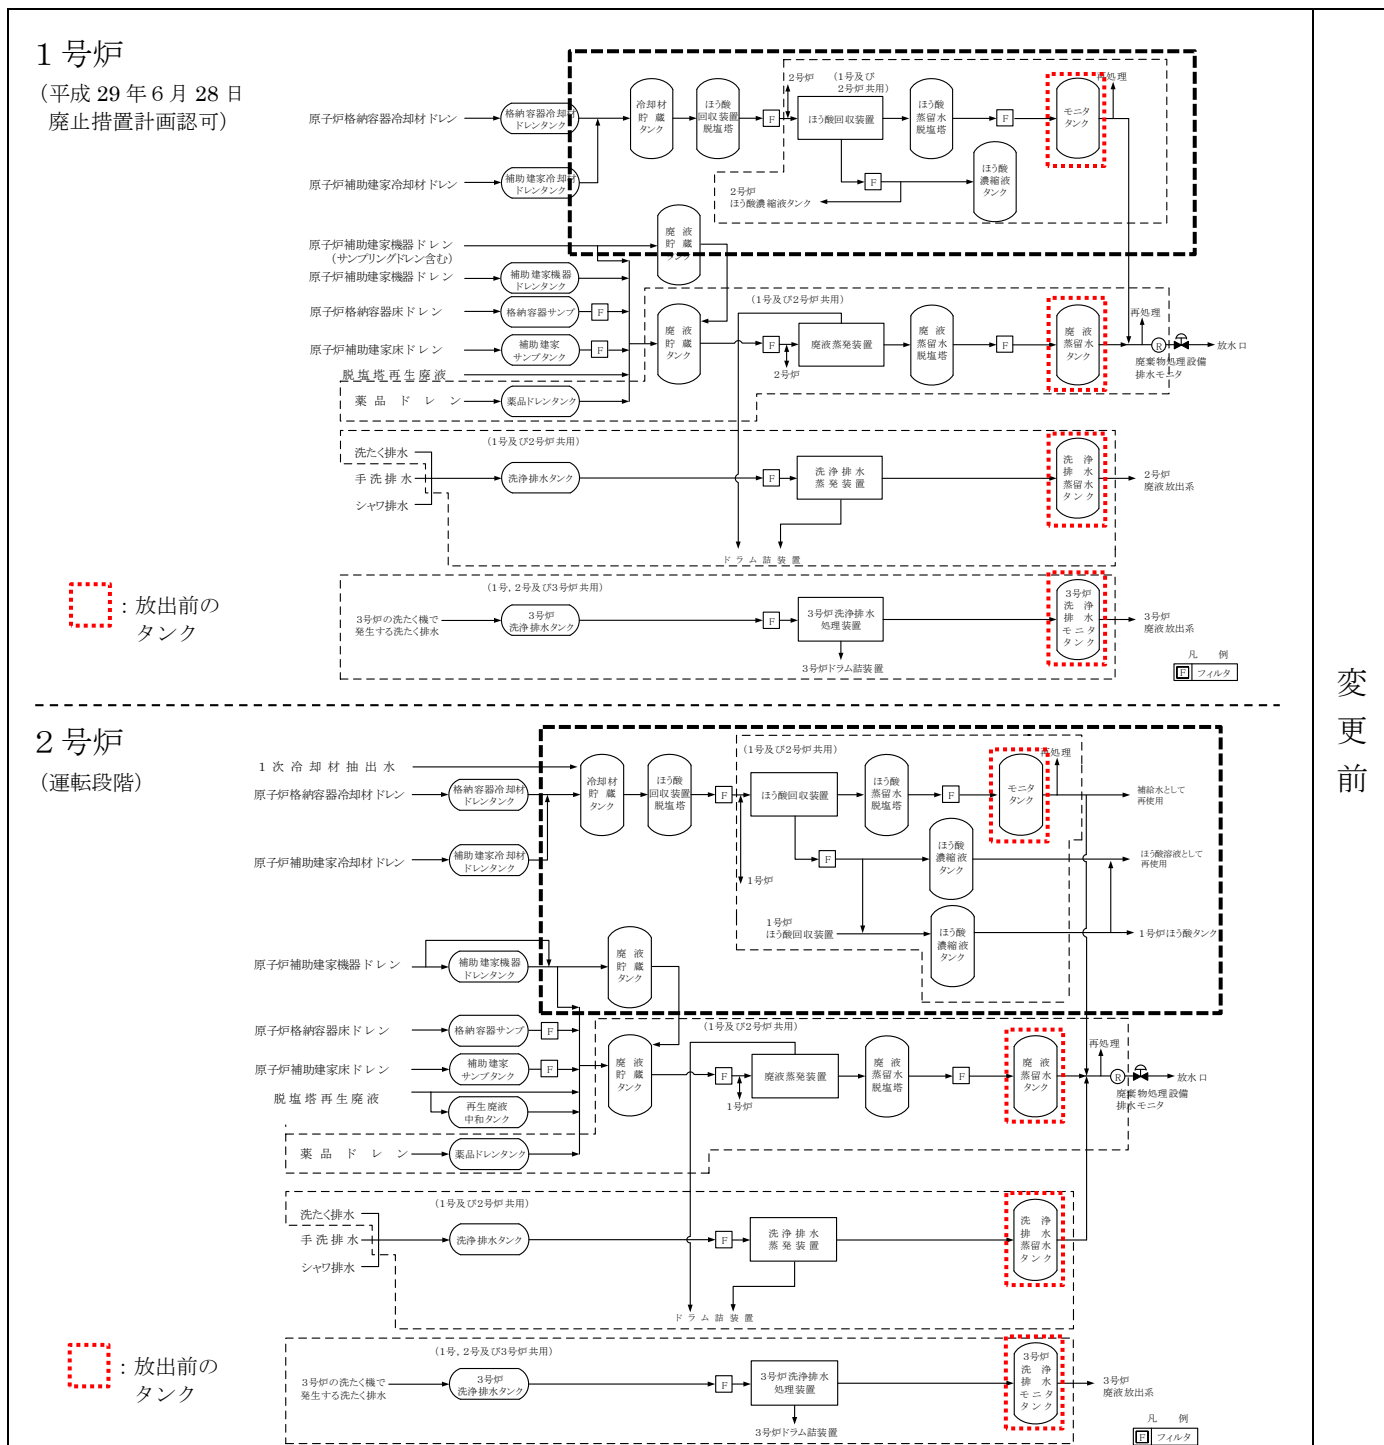 1号炉
(平成 29 年 6 月 28 日
廃止措置計画認可)
原子炉格納容器冷却材ドレン
格納容器冷却材
ドレンタンク
原子炉補助建家冷却材ドレン
補助建家冷却材
ドレンタンク
冷却材
貯蔵
タンク
ほう酸
回収装置
脱塩塔
F
2号炉
(1号及び
2号炉共用)
ほう酸回収装置
ほう酸
蒸留水
脱塩塔
F
モニタ
タンク
再処理
F
ほう酸
濃縮液
タンク
2号炉
ほう酸濃縮液タンク
原子炉補助建家機器ドレン
(サンプリングドレン含む)
廃液
貯蔵
タンク
原子炉補助建家機器ドレン
補助建家機器
ドレンタンク
原子炉格納容器床ドレン
格納容器サンプ
F
原子炉補助建家床ドレン
補助建家
サンプタンク
F
脱塩塔再生廃液
薬品ドレン
薬品ドレンタンク
(1号及び2号炉共用)
廃液
貯蔵
タンク
F
2号炉
廃液蒸発装置
廃液
蒸留水
脱塩塔
F
廃液
蒸留水
タンク
再処理
R
放水口
廃棄物処理設備
排水モニタ
(1号及び2号炉共用)
洗たく排水
手洗排水
シャワ排水
洗浄排水タンク
F
洗浄排水
蒸発装置
洗浄
排水
蒸留水
タンク
2号炉
廃液放出系
ドラム詰装置
(1号, 2号及び3号炉共用)
3号炉の洗たく機で
発生する洗たく排水
3号炉
洗浄排水タンク
F
3号炉洗浄排水
処理装置
3号炉ドラム詰装置
3号炉
洗浄
排水
モニタ
タンク
3号炉
廃液放出系
:放出前の
タンク
凡例
F フィルタ
変更前
2号炉
(運転段階)
1次冷却材抽出水
原子炉格納容器冷却材ドレン
格納容器冷却材
ドレンタンク
原子炉補助建家冷却材ドレン
補助建家冷却材
ドレンタンク
冷却材
貯蔵
タンク
ほう酸
回収装置
脱塩塔
F
1号炉
(1号及び2号炉共用)
ほう酸回収装置
ほう酸
蒸留水
脱塩塔
F
モニタ
タンク
再処理
補給水として
再使用
F
ほう酸
濃縮液
タンク
ほう酸溶液として
再使用
1号炉
ほう酸回収装置
ほう酸
濃縮液
タンク
1号炉ほう酸タンク
原子炉補助建家機器ドレン
補助建家機器
ドレンタンク
廃液
貯蔵
タンク
原子炉格納容器床ドレン
格納容器サンプ
F
原子炉補助建家床ドレン
補助建家
サンプタンク
F
脱塩塔再生廃液
再生廃液
中和タンク
薬品ドレン
薬品ドレンタンク
(1号及び2号炉共用)
廃液
貯蔵
タンク
F
1号炉
廃液蒸発装置
廃液
蒸留水
脱塩塔
F
廃液
蒸留水
タンク
再処理
R
放水口
廃棄物処理設備
排水モニタ
(1号及び2号炉共用)
洗たく排水
手洗排水
シャワ排水
洗浄排水タンク
F
洗浄排水
蒸発装置
洗浄
排水
蒸留水
タンク
ドラム詰装置
(1号, 2号及び3号炉共用)
3号炉の洗たく機で
発生する洗たく排水
3号炉
洗浄排水タンク
F
3号炉洗浄排水
処理装置
3号炉ドラム詰装置
3号炉
洗浄
排水
モニタ
タンク
3号炉
廃液放出系
:放出前の
タンク
凡例
F フィルタ